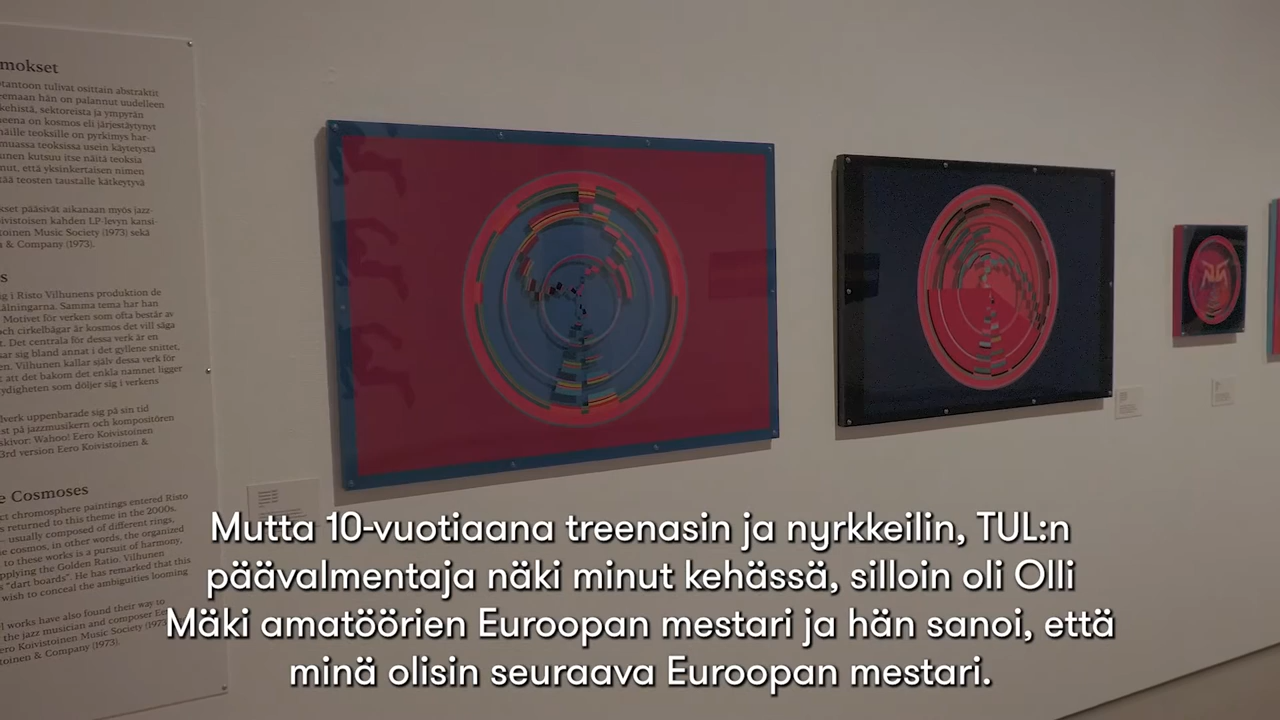 mokset
tantoon tulivat osittain abstraktit
eemaan hän on palannut uudelleen
kehistä, sektoreista ja ympyrän
heena on kosmos eli järjestäytynyt
näille teoksille on pyrkimys har-
muassa teoksissa usein käytetystä
unen kutsuu itse näitä teoksia
nut, että yksinkertaisen nimen
tää teosten taustalle kätkeytyvä
sset pääsivät aikanaan myös jazz-
oivistoisen kahden LP-levyn kansi-
toinen Music Society (1973) sekä
a & Company (1973).
s
g i Risto Vilhunens produktion de
målningarna. Samma tema har han
Motivet för verken som ofta består av
och cirkelbågar är kosmos det vill säga
t. Det centrala för dessa verk är en
sar sig bland annat i det gyllene snittet,
en. Vilhunen kallar själv dessa verk för
t att det bakom det enkla namnet ligger
tydigheten som döljer sig i verkens
lverk uppenbarade sig på sin tid
st på jazzmusikern och kompositören
skivor: Wahoo! Eero Koivistoinen
3rd version Eero Koivistoinen &
e Cosmoses
ct chromosphere paintings entered Risto
s returned to this theme in the 2000s.
– usually composed of different rings,
he cosmos, in other words, the organized
to these works is a pursuit of harmony,
pplying the Golden Ratio. Vilhunen
s "dart boards". He has remarked that this
wish to conceal the ambiguities looming
el works have also found their way to
the jazz musician and composer Ee
ero Koivistoinen Music Society (1973
toinen & Company (1973).
Mutta 10-vuotiaana treenasin ja nyrkkeilin, TUL:n
päävalmentaja näki minut kehässä, silloin oli Olli
Mäki amatöörien Euroopan mestari ja hän sanoi, että
minä olisin seuraava Euroopan mestari.